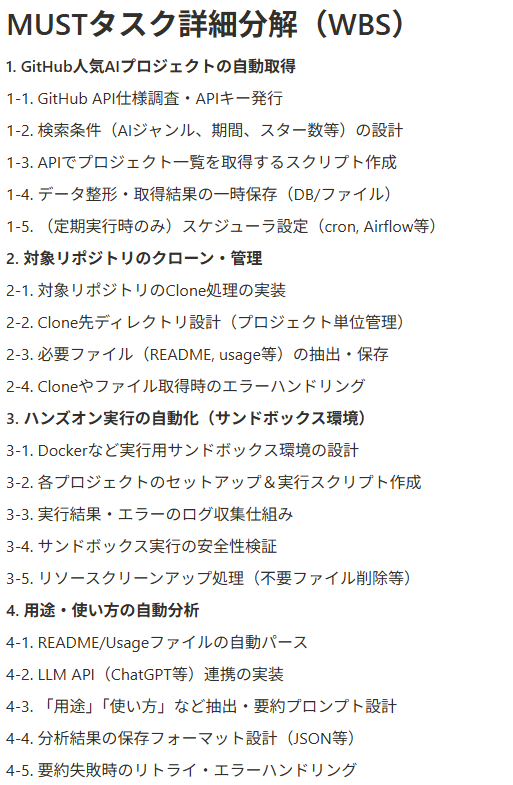 MUSTタスク詳細分解（WBS）
1. GitHub人気AIプロジェクトの自動取得
1-1. GitHub API仕様調査・APIキー発行
1-2. 検索条件（AIジャンル、期間、スター数等）の設計
1-3. APIでプロジェクト一覧を取得するスクリプト作成
1-4. データ整形・取得結果の一時保存（DB/ファイル）
1-5. （定期実行時のみ）スケジューラ設定（cron, Airflow等）
2. 対象リポジトリのクローン・管理
2-1. 対象リポジトリのClone処理の実装
2-2. Clone先ディレクトリ設計（プロジェクト単位管理）
2-3. 必要ファイル（README, usage等）の抽出・保存
2-4. Cloneやファイル取得時のエラーハンドリング
3. ハンズオン実行の自動化（サンドボックス環境）
3-1. Dockerなど実行用サンドボックス環境の設計
3-2. 各プロジェクトのセットアップ＆実行スクリプト作成
3-3. 実行結果・エラーのログ収集仕組み
3-4. サンドボックス実行の安全性検証
3-5. リソースクリーンアップ処理（不要ファイル削除等）
4. 用途・使い方の自動分析
4-1. README/Usageファイルの自動パース
4-2. LLM API（ChatGPT等）連携の実装
4-3. 「用途」「使い方」など抽出・要約プロンプト設計
4-4. 分析結果の保存フォーマット設計（JSON等）
4-5. 要約失敗時のリトライ・エラーハンドリング